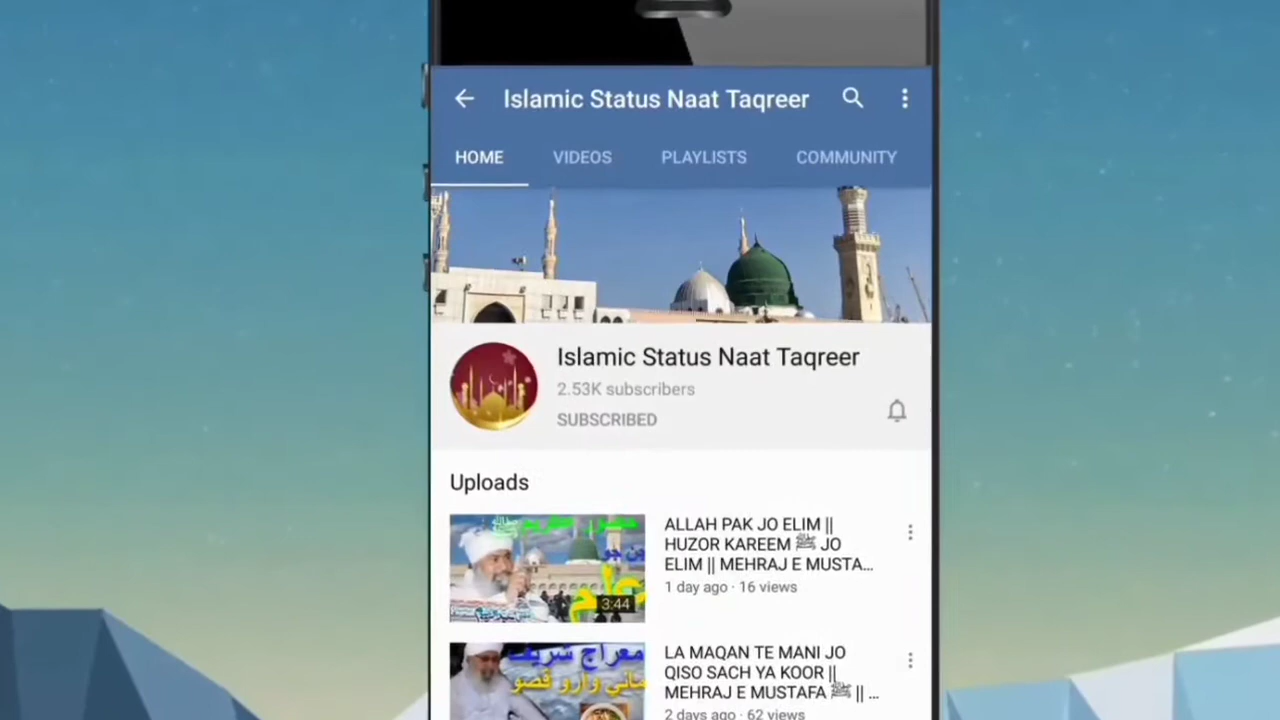 Islamic Status Naat Taqreer
HOME VIDEOS PLAYLISTS COMMUNITY
Islamic Status Naat Taqreer
2.53K subscribers
SUBSCRIBED
Uploads
3:44
ALLAH PAK JO ELIM ||
HUZOR KAREEM ﷺ JO
ELIM || MEHRAJ E MUSTA...
1 day ago · 16 views
معراج شريف
LA MAQAN TE MANI JO
QISO SACH YA KOOR ||
MEHRAJ E MUSTAFA ﷺ || ...
2 days ago · 62 views